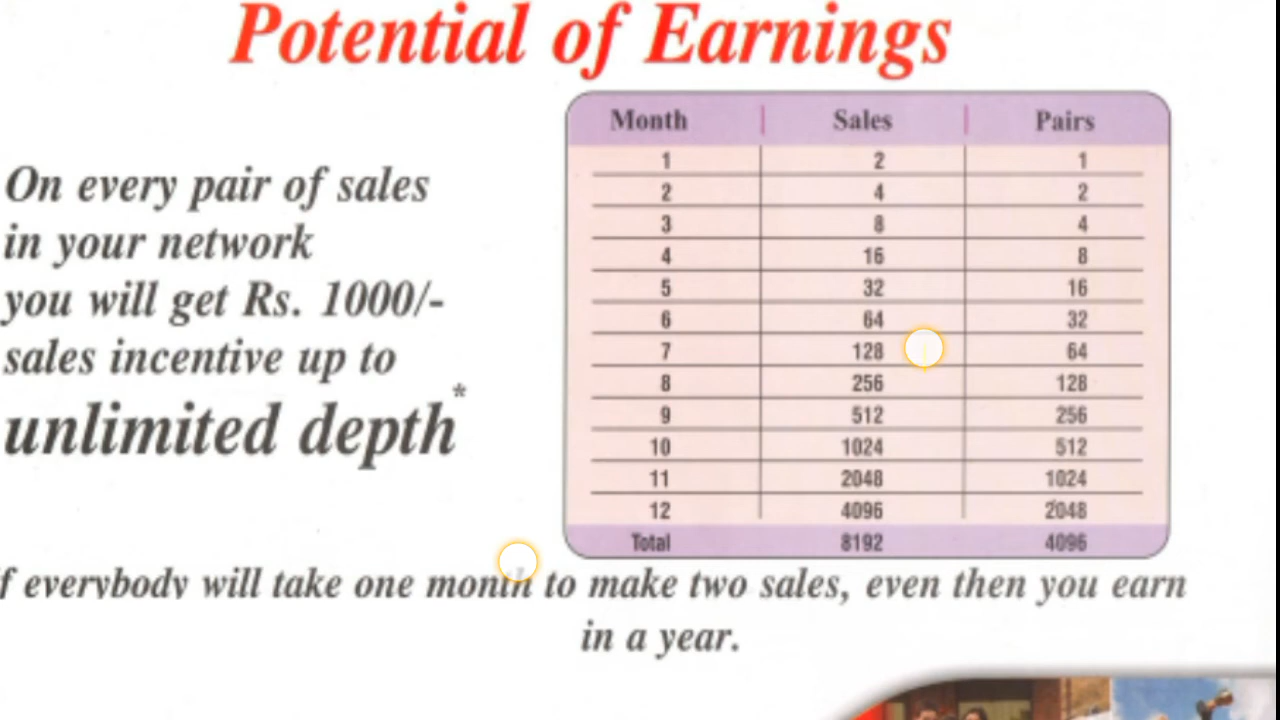 Potential of Earnings
On every pair of sales
in your network
you will get Rs. 1000/-
sales incentive up to
unlimited depth*
Month Sales Pairs
1 2 1
2 4 2
3 8 4
4 16 8
5 32 16
6 64 32
7 128 64
8 256 128
9 512 256
10 1024 512
11 2048 1024
12 4096 2048
Total 8192 4096
f everybody will take one month to make two sales, even then you earn
in a year.